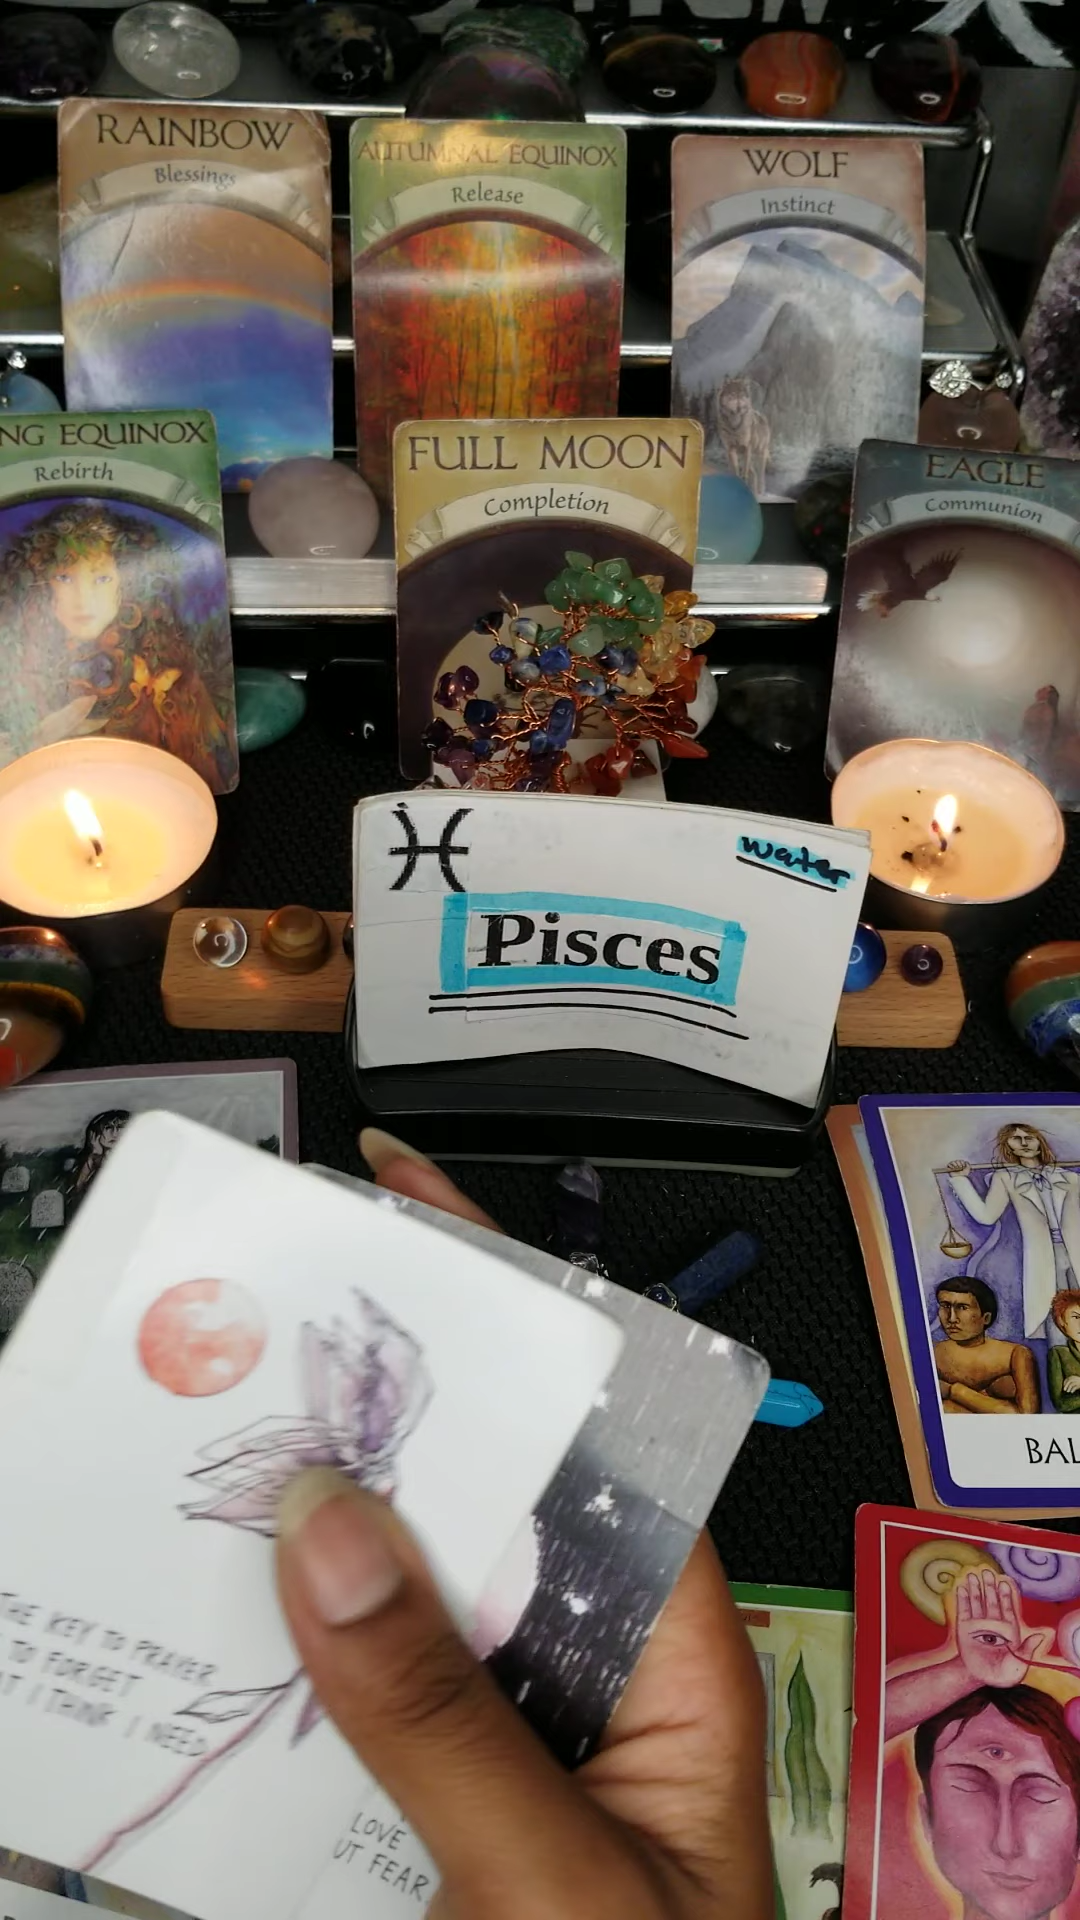 RAINBOW
Blessings
AUTUMNAL EQUINOX
Release
WOLF
Instinct
NG EQUINOX
Rebirth
FULL MOON
Completion
EAGLE
Communion
water
Pisces
BAL
THE KEY TO PRAYER
TO FORGET
I THINK I NEED
LOVE
UT FEAR